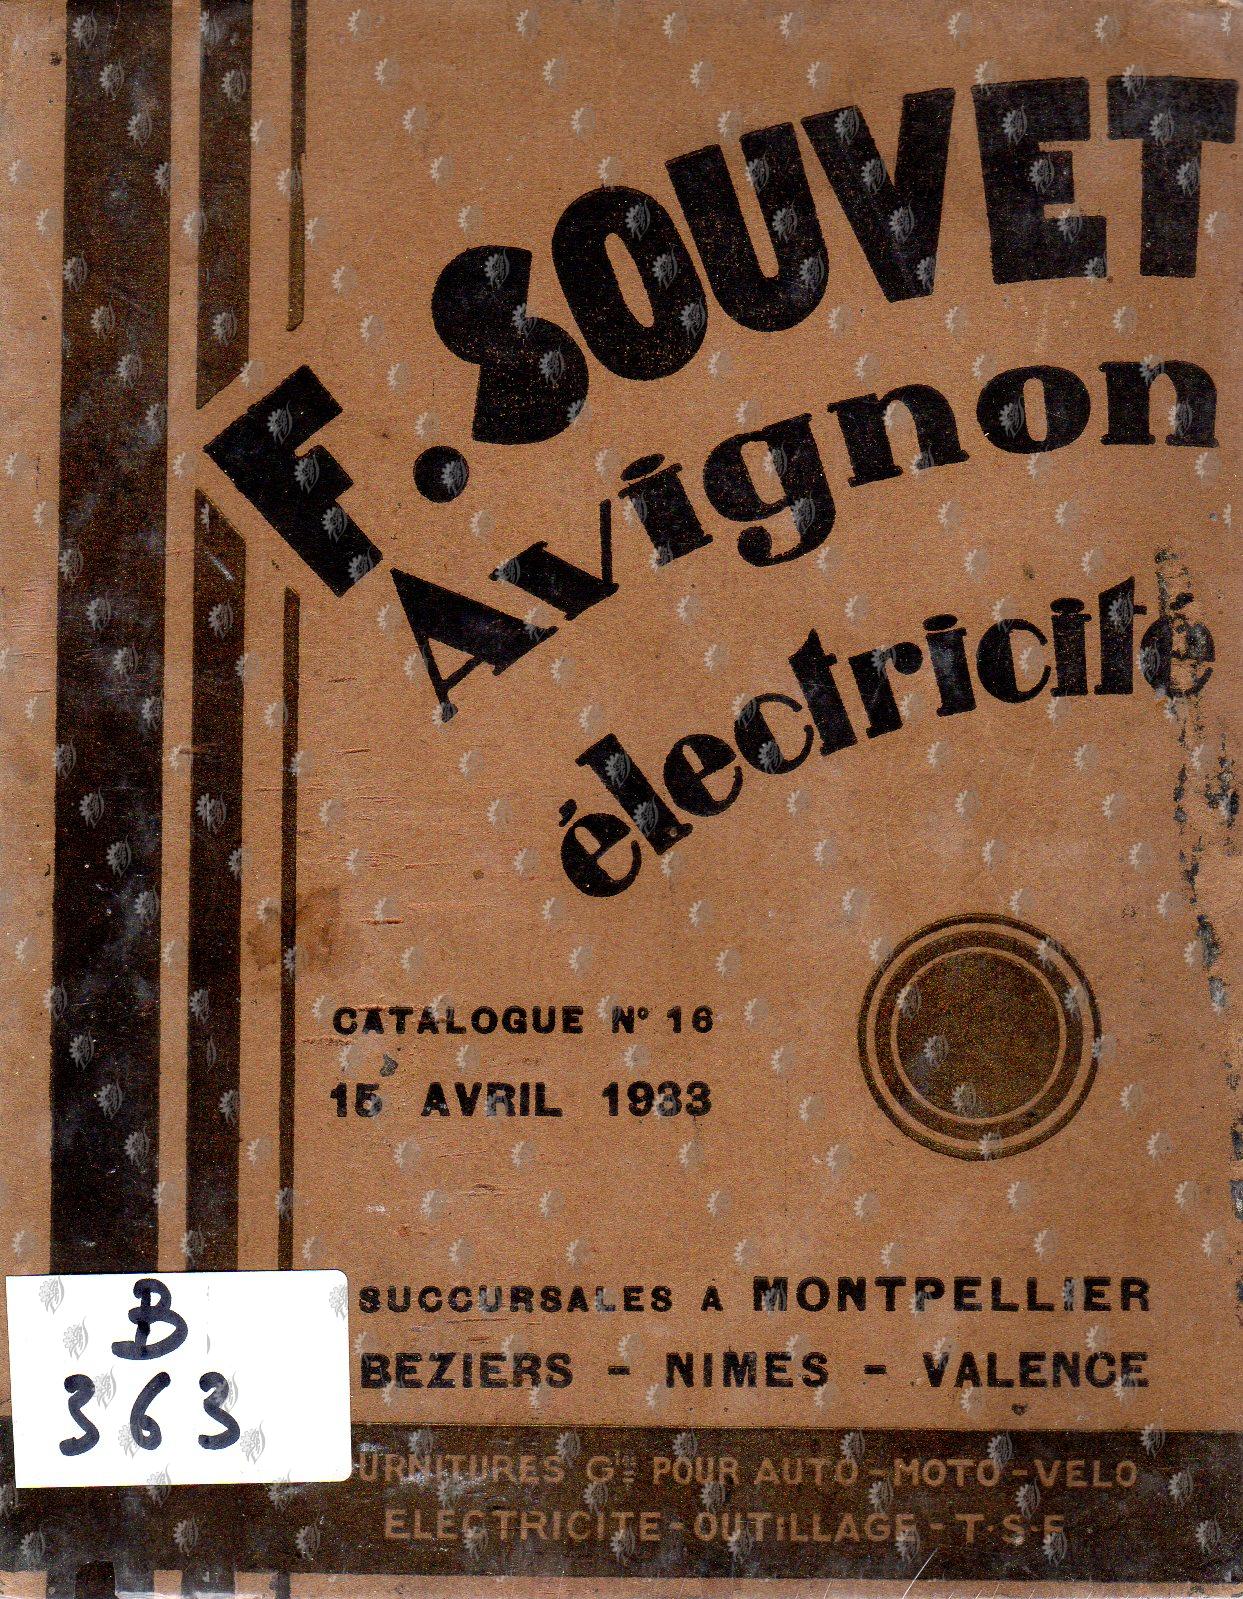 F. SOUVET
Avignon
électricité
CATALOGUE N° 16
15 AVRIL 1933
SUCCURSALES A MONTPELLIER
BEZIERS - NIMES - VALENCE
B
363
URNITURES Gles POUR AUTO - MOTO - VELO
ELECTRICITE - OUTILLAGE - T.S.F